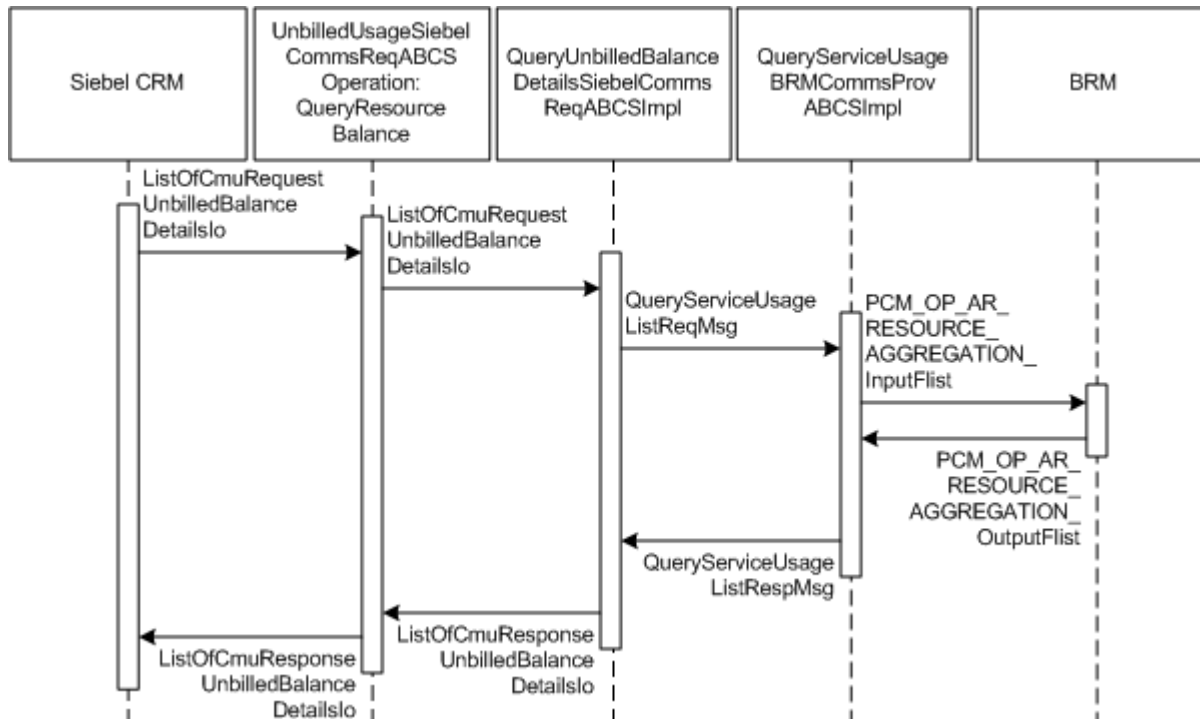 Siebel CRM
UnbilledUsageSiebel
CommsReqABCS
Operation:
QueryResource
Balance
QueryUnbilledBalance
DetailsSiebelComms
ReqABCSImpl
QueryServiceUsage
BRMCommsProv
ABCSImpl
BRM
ListOfCmuRequest
UnbilledBalance
DetailsIo
ListOfCmuRequest
UnbilledBalance
DetailsIo
QueryServiceUsage
ListReqMsg
PCM_OP_AR_
RESOURCE_
AGGREGATION_
InputFlist
PCM_OP_AR_
RESOURCE_
AGGREGATION_
OutputFlist
QueryServiceUsage
ListRespMsg
ListOfCmuResponse
UnbilledBalance
DetailsIo
ListOfCmuResponse
UnbilledBalance
DetailsIo